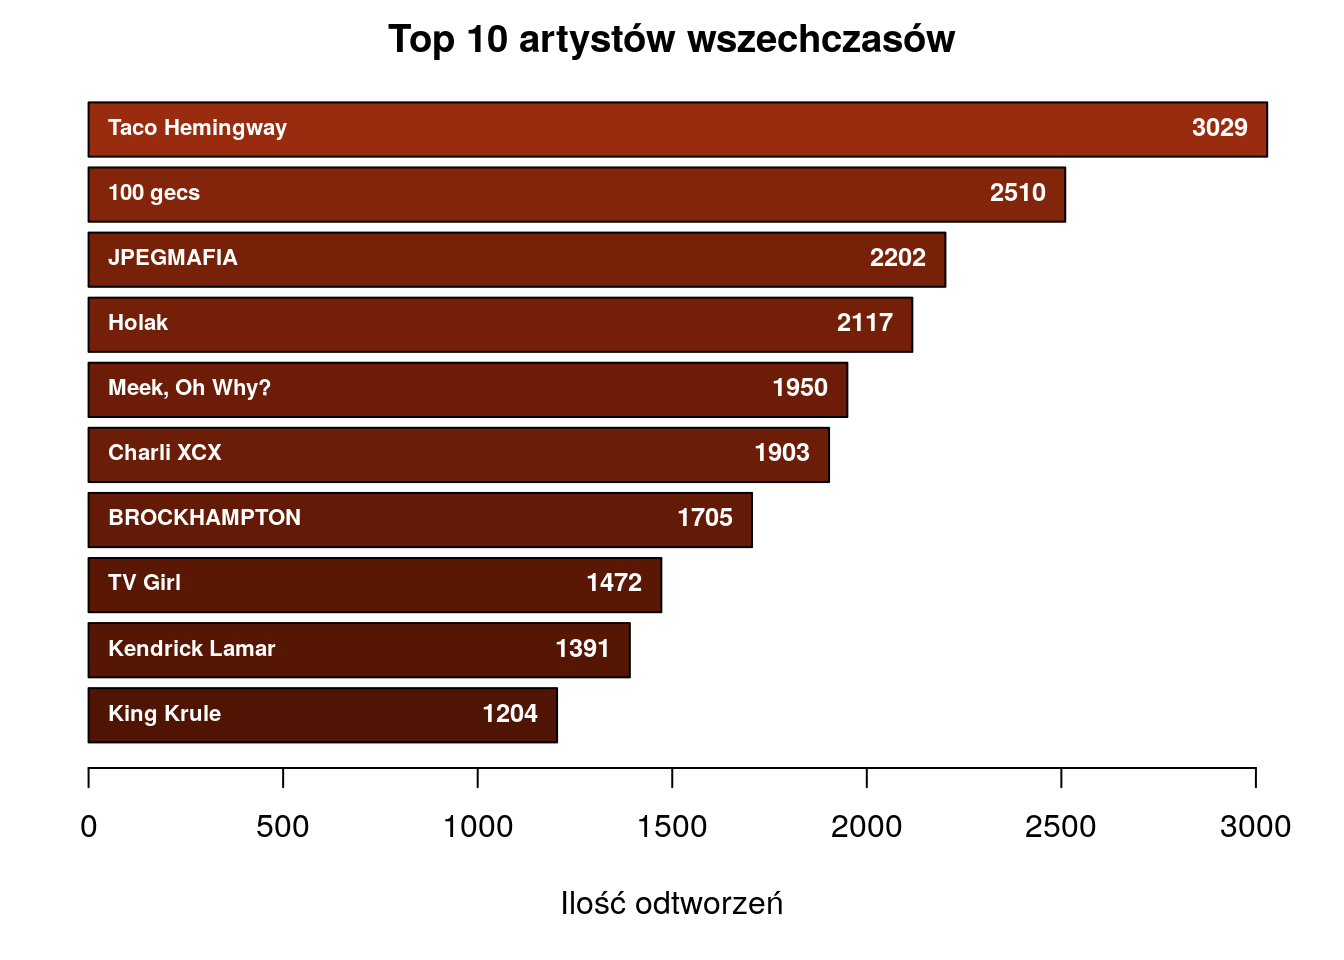 Top 10 artystów wszechczasów
Taco Hemingway 3029
100 gecs 2510
JPEGMAFIA 2202
Holak 2117
Meek, Oh Why? 1950
Charli XCX 1903
BROCKHAMPTON 1705
TV Girl 1472
Kendrick Lamar 1391
King Krule 1204
0 500 1000 1500 2000 2500 3000
Ilość odtworzeń